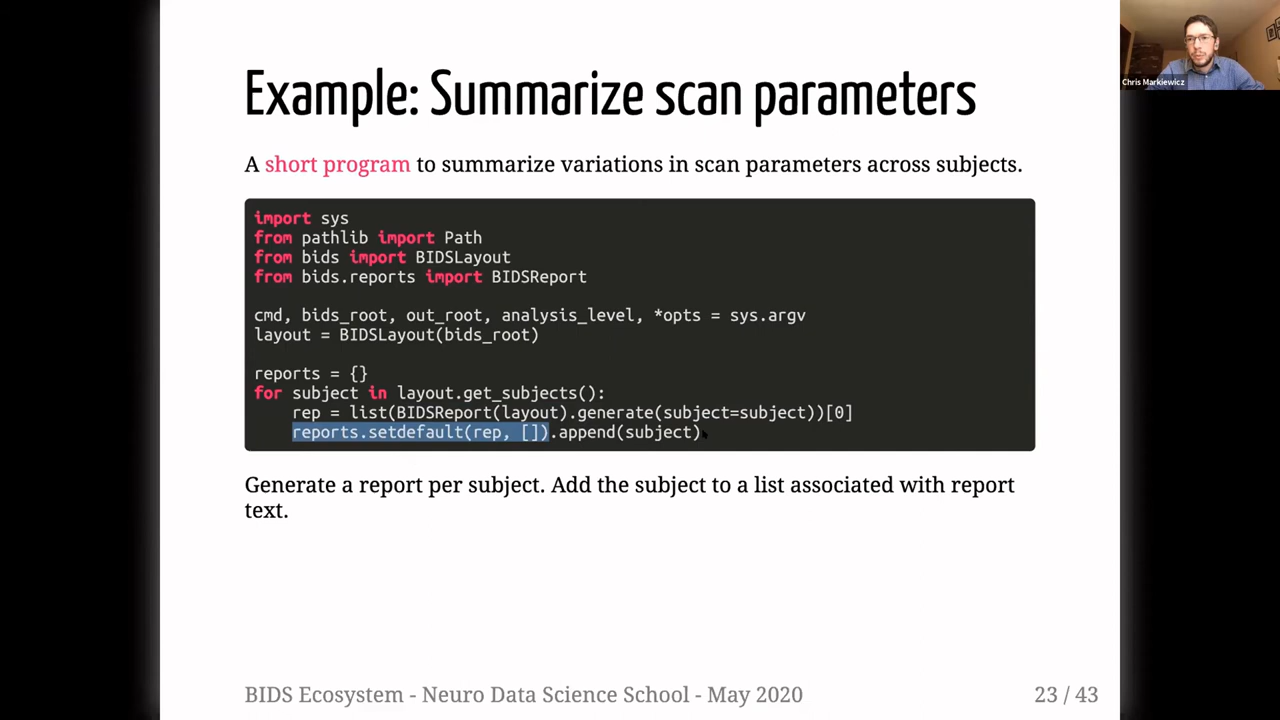 Chris Markiewicz
Example: Summarize scan parameters
A short program to summarize variations in scan parameters across subjects.
import sys
from pathlib import Path
from bids import BIDSLayout
from bids.reports import BIDSReport
cmd, bids_root, out_root, analysis_level, *opts = sys.argv
layout = BIDSLayout(bids_root)
reports = {}
for subject in layout.get_subjects():
    rep = list(BIDSReport(layout).generate(subject=subject))[0]
    reports.setdefault(rep, []).append(subject)
Generate a report per subject. Add the subject to a list associated with report
text.
BIDS Ecosystem - Neuro Data Science School - May 2020
23 / 43